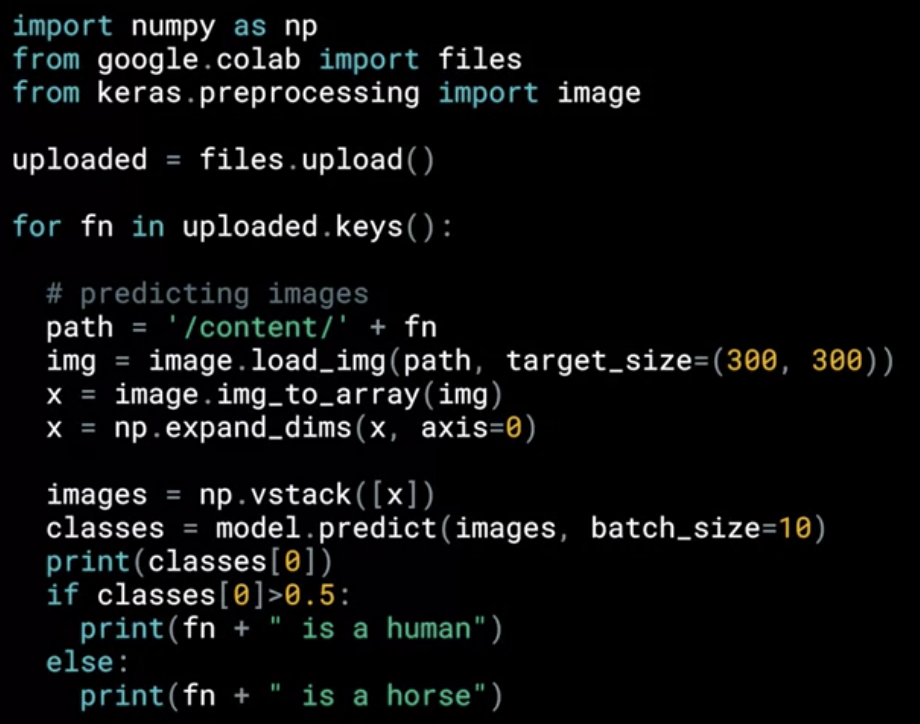 import numpy as np
from google.colab import files
from keras.preprocessing import image

uploaded = files.upload()

for fn in uploaded.keys():

  # predicting images
  path = '/content/' + fn
  img = image.load_img(path, target_size=(300, 300))
  x = image.img_to_array(img)
  x = np.expand_dims(x, axis=0)

  images = np.vstack([x])
  classes = model.predict(images, batch_size=10)
  print(classes[0])
  if classes[0]>0.5:
    print(fn + " is a human")
  else:
    print(fn + " is a horse")